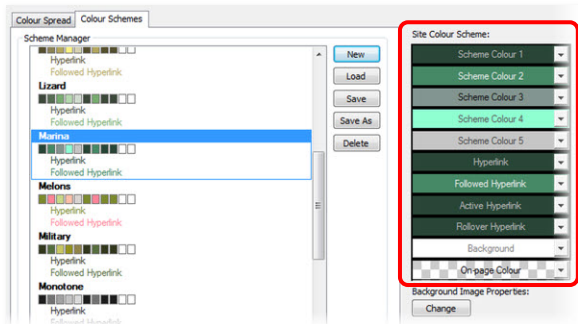 Colour Spread
Colour Schemes
Scheme Manager
Hyperlink
Followed Hyperlink
Lizard
Hyperlink
Followed Hyperlink
Marina
Hyperlink
Followed Hyperlink
Melons
Hyperlink
Followed Hyperlink
Military
Hyperlink
Followed Hyperlink
Monotone
Hyperlink
Followed Hyperlink
New
Load
Save
Save As
Delete
Site Colour Scheme:
Scheme Colour 1
Scheme Colour 2
Scheme Colour 3
Scheme Colour 4
Scheme Colour 5
Hyperlink
Followed Hyperlink
Active Hyperlink
Rollover Hyperlink
Background
On-page Colour
Background Image Properties:
Change